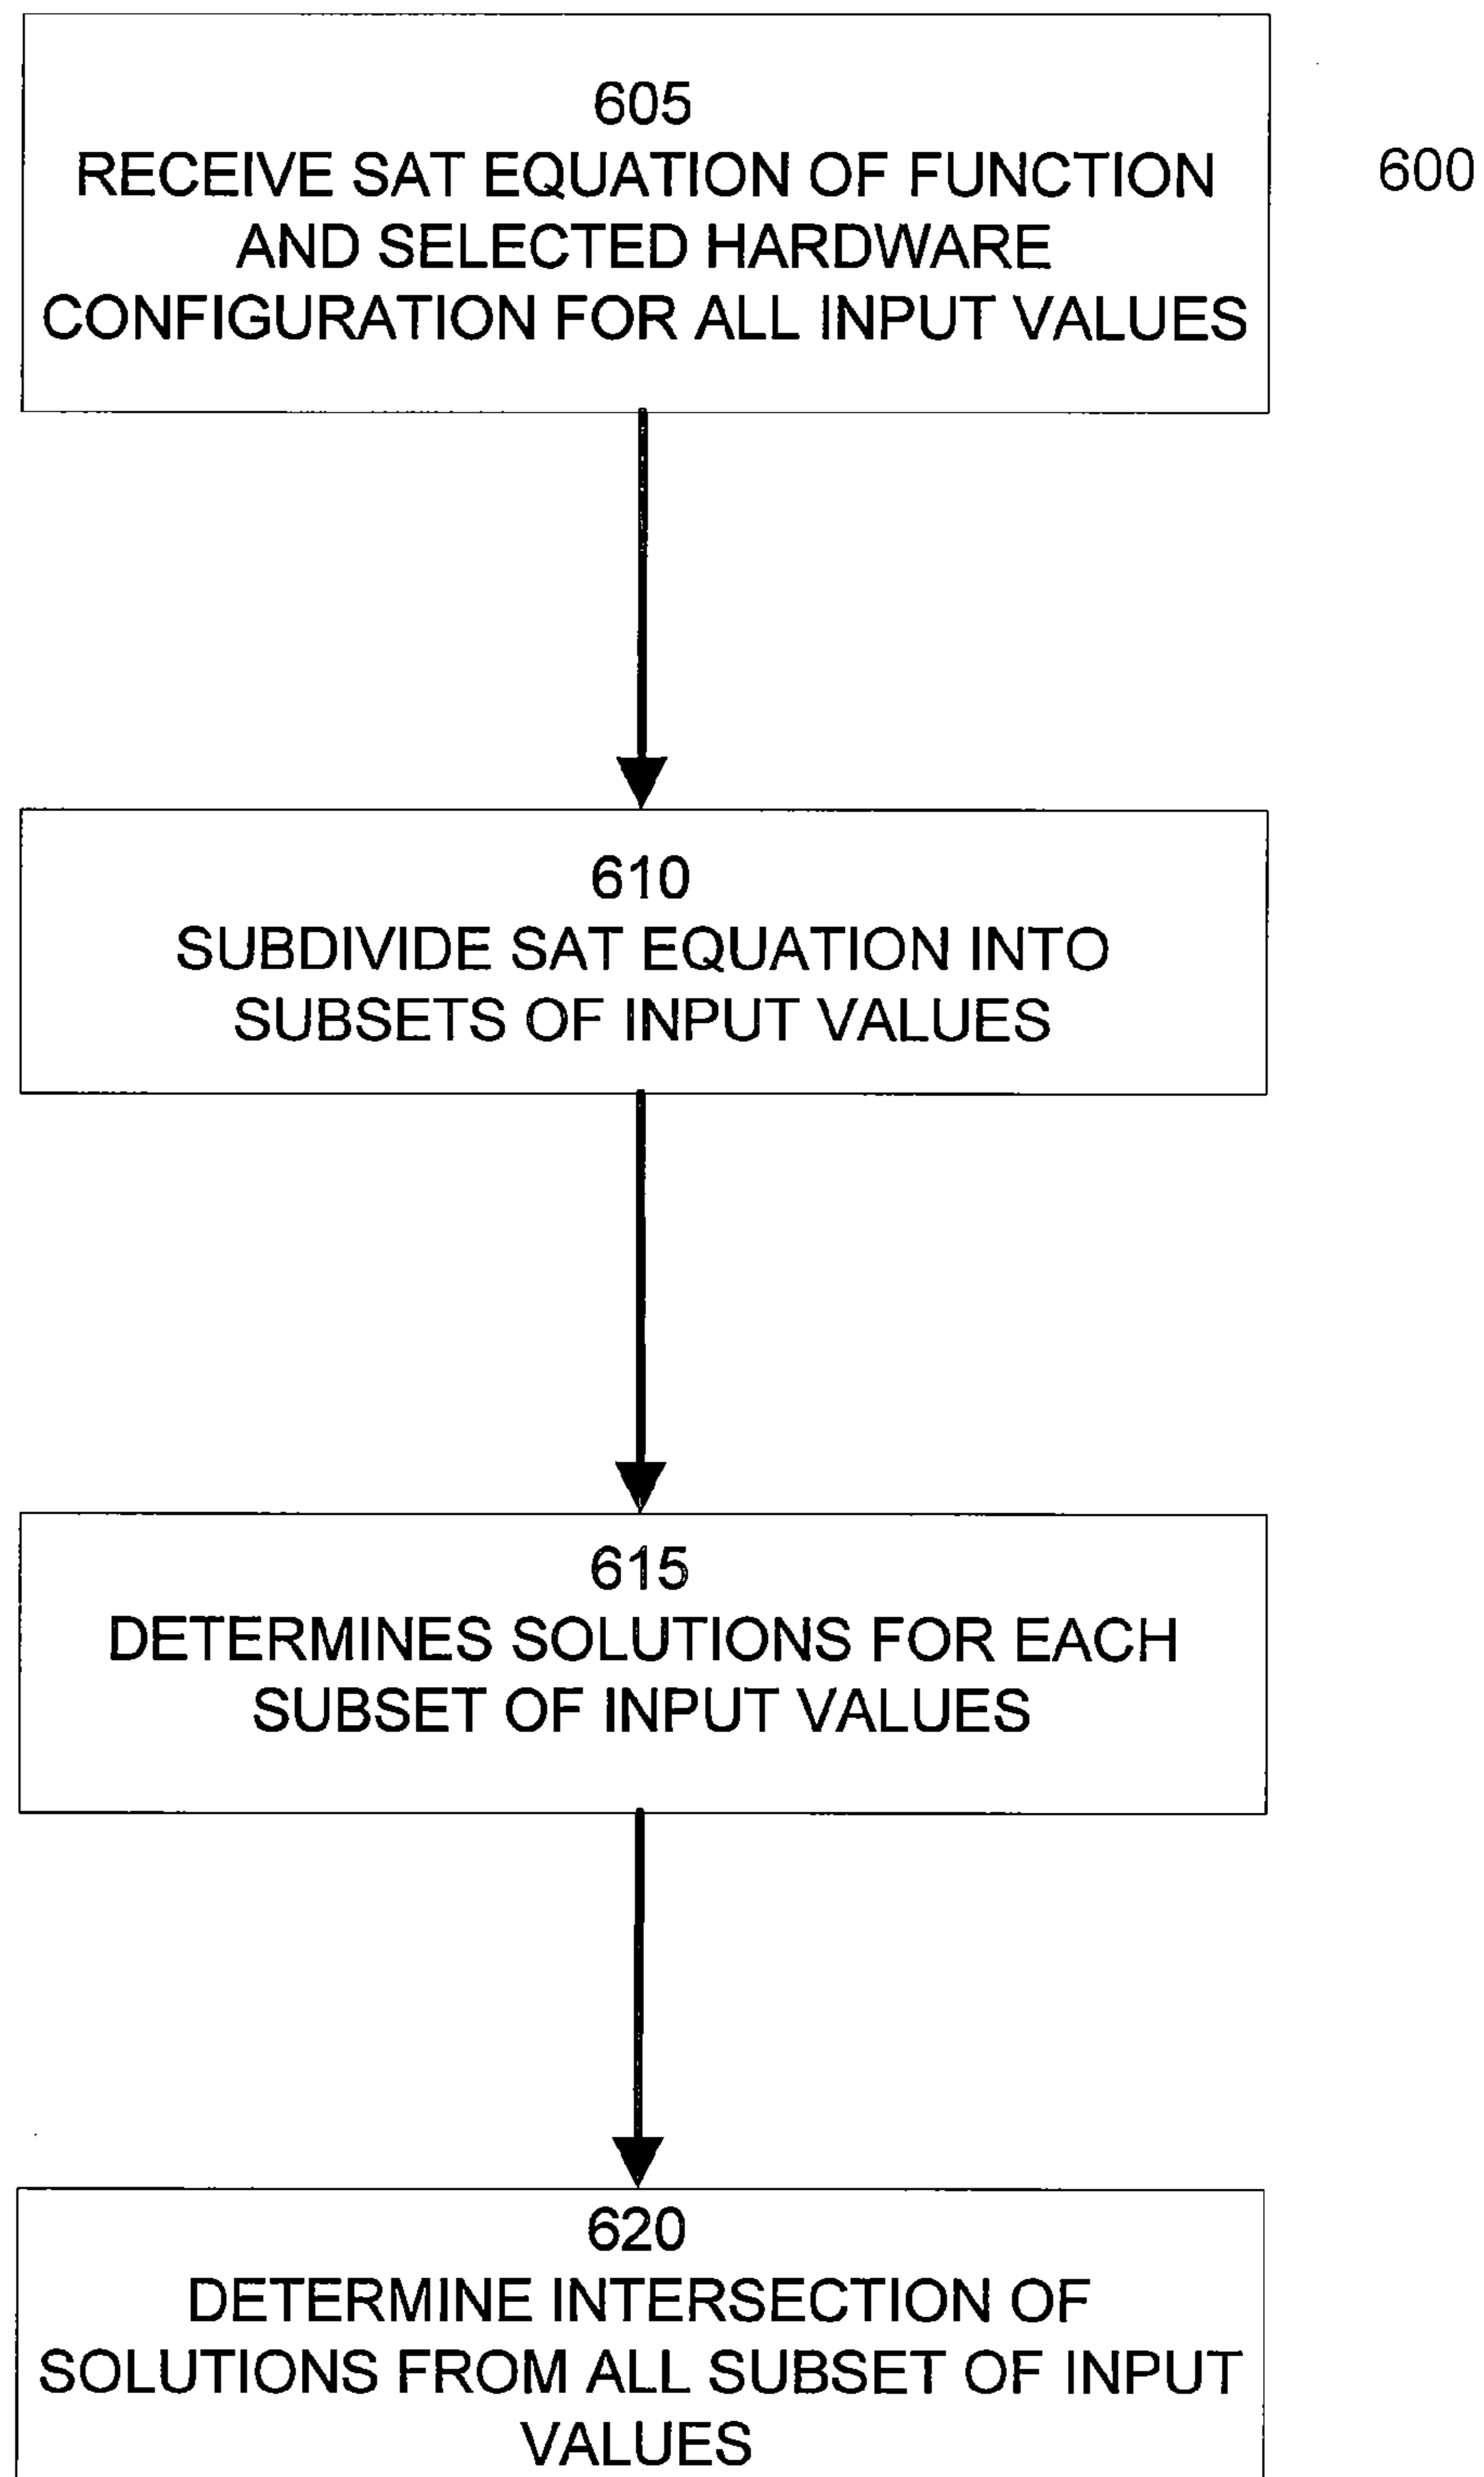 605
RECEIVE SAT EQUATION OF FUNCTION
AND SELECTED HARDWARE
CONFIGURATION FOR ALL INPUT VALUES
600
610
SUBDIVIDE SAT EQUATION INTO
SUBSETS OF INPUT VALUES
615
DETERMINES SOLUTIONS FOR EACH
SUBSET OF INPUT VALUES
620
DETERMINE INTERSECTION OF
SOLUTIONS FROM ALL SUBSET OF INPUT
VALUES